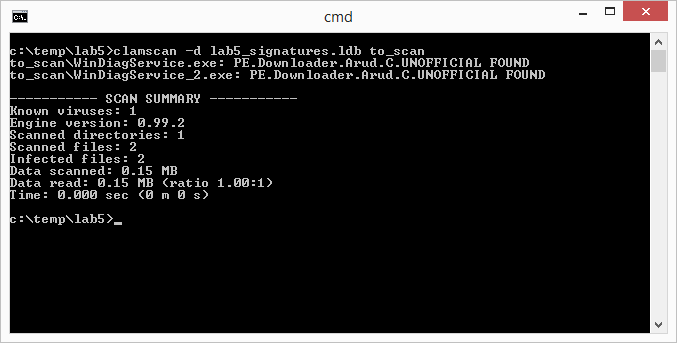 cmd
c:\temp\lab5>clamscan -d lab5_signatures.ldb to_scan
to_scan\WinDiagService.exe: PE.Downloader.Arud.C.UNOFFICIAL FOUND
to_scan\WinDiagService_2.exe: PE.Downloader.Arud.C.UNOFFICIAL FOUND
----------- SCAN SUMMARY -----------
Known viruses: 1
Engine version: 0.99.2
Scanned directories: 1
Scanned files: 2
Infected files: 2
Data scanned: 0.15 MB
Data read: 0.15 MB (ratio 1.00:1)
Time: 0.000 sec (0 m 0 s)
c:\temp\lab5>_